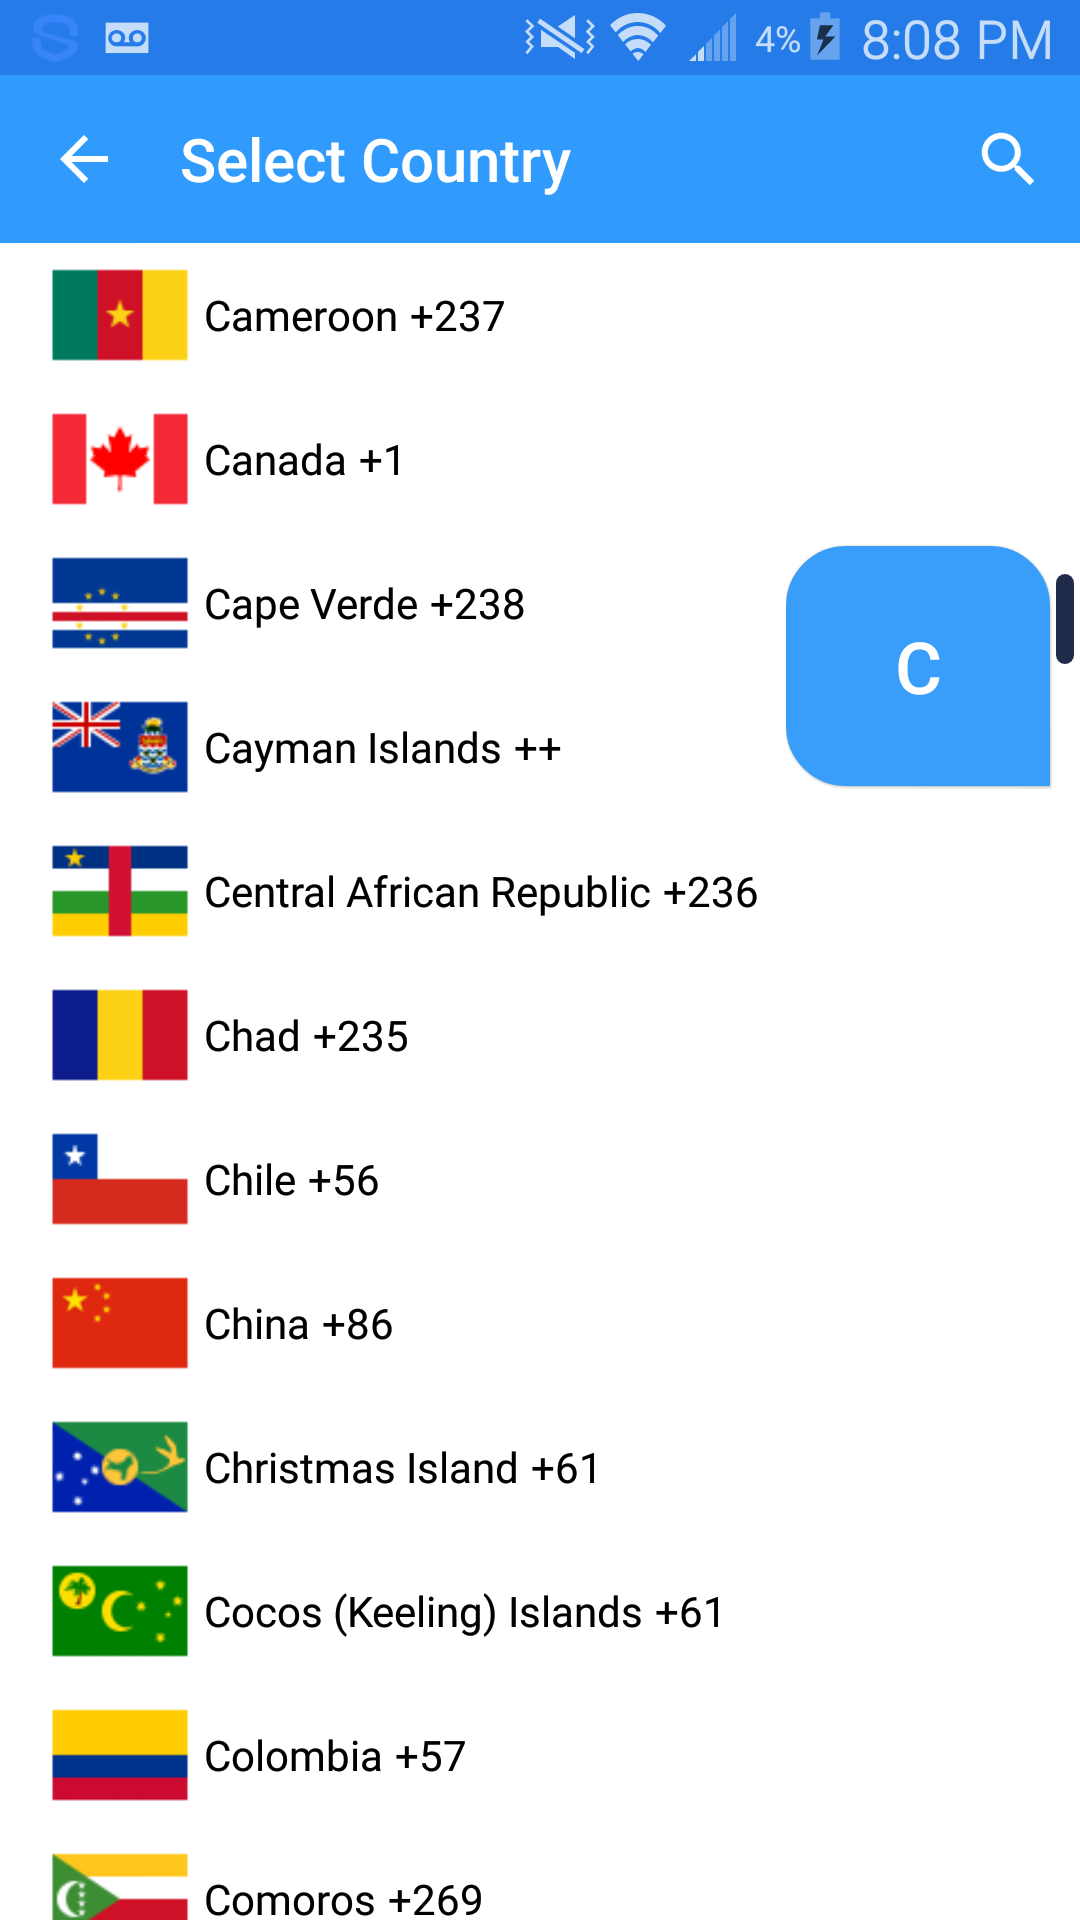 4% 8:08 PM
Select Country
Cameroon +237
Canada +1
Cape Verde +238
C
Cayman Islands ++
Central African Republic +236
Chad +235
Chile +56
China +86
Christmas Island +61
Cocos (Keeling) Islands +61
Colombia +57
Comoros +269